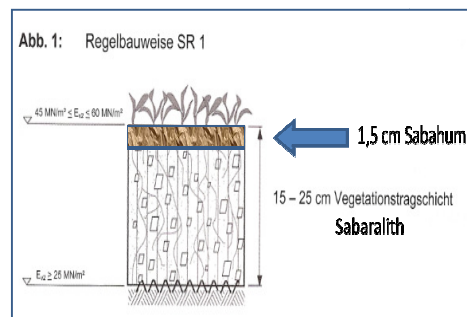 Abb. 1: Regelbauweise SR 1
45 MN/m² ≤ Ev2 ≤ 60 MN/m²
1,5 cm Sabahum
15 – 25 cm Vegetationstragschicht
Sabaralith
Ev2 ≥ 25 MN/m²